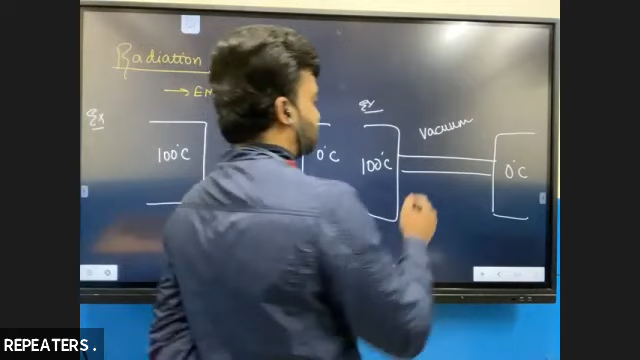 Radiation
→ EM
Ex
100°C
0°C
Ex
100°C
vacuum
0°C
REPEATERS .